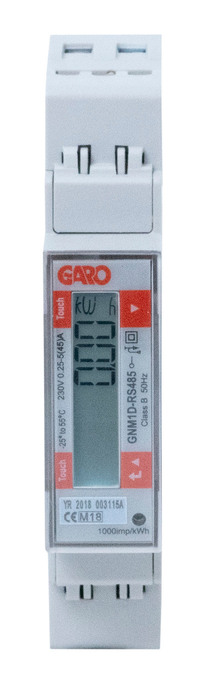 GARO
Touch
kWh
000
230V 0.25-5(45)A
-25° to 55°C
GNM1D-RS485
Class B 50Hz
Touch
YR 2018 003115A
CE M18
1000imp/kWh